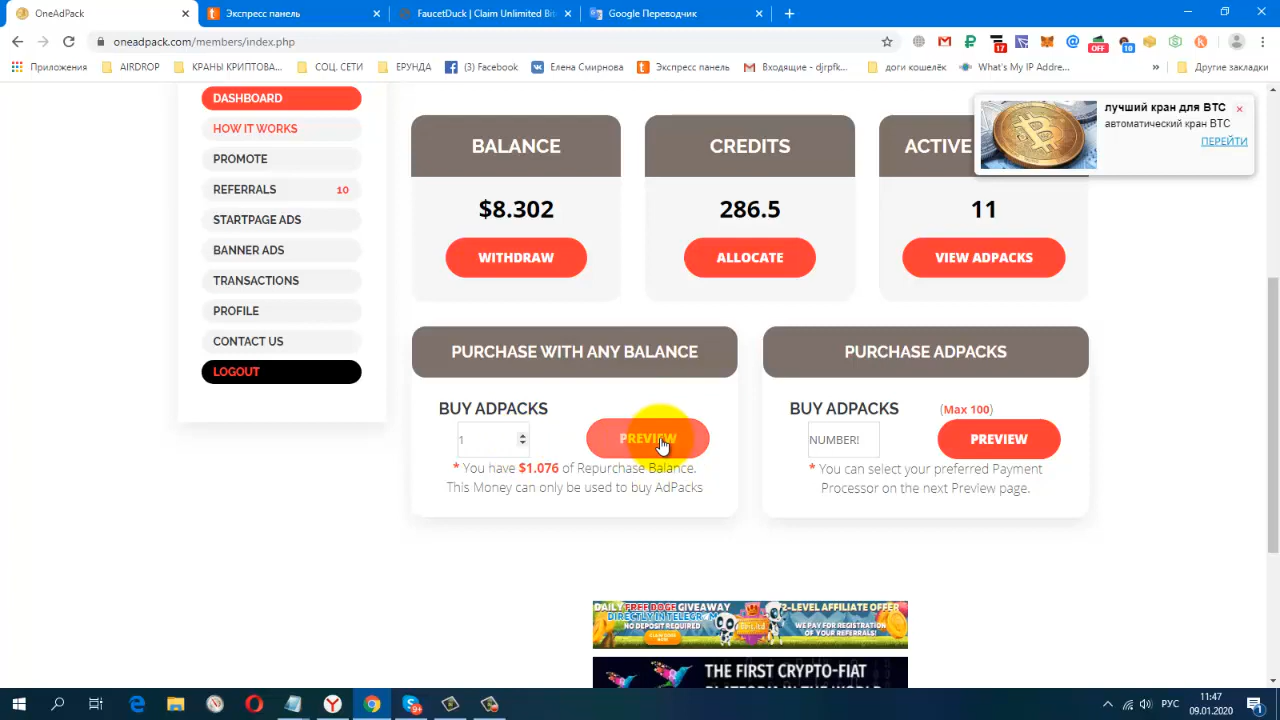 OneAdPack
Экспресс панель
FaucetDuck | Claim Unlimited Bit
Google Переводчик
oneadpack.com/members/index.php
17
OFF
10
Приложения
AIRDROP
КРАНЫ КРИПТОВА...
СОЦ. СЕТИ
ЕРУНДА
(3) Facebook
Елена Смирнова
Экспресс панель
Входящие - djrpfk...
доги кошелёк
What's My IP Addre...
»
Другие закладки
DASHBOARD
HOW IT WORKS
PROMOTE
REFERRALS 10
STARTPAGE ADS
BANNER ADS
TRANSACTIONS
PROFILE
CONTACT US
LOGOUT
лучший кран для BTC
автоматический кран BTC
ПЕРЕЙТИ
BALANCE
$8.302
WITHDRAW
CREDITS
286.5
ALLOCATE
ACTIVE
11
VIEW ADPACKS
PURCHASE WITH ANY BALANCE
BUY ADPACKS
1
PREVIEW
* You have $1.076 of Repurchase Balance.
This Money can only be used to buy AdPacks
PURCHASE ADPACKS
BUY ADPACKS
(Max 100)
NUMBER!
PREVIEW
* You can select your preferred Payment
Processor on the next Preview page.
DAILY FREE DOGE GIVEAWAY
DIRECTLY IN TELEGRAM
NO DEPOSIT REQUIRED
2-LEVEL AFFILIATE OFFER
WE PAY FOR REGISTRATION
OF YOUR REFERRALS!
THE FIRST CRYPTO-FIAT
9+
РУС
11:47
09.01.2020
1